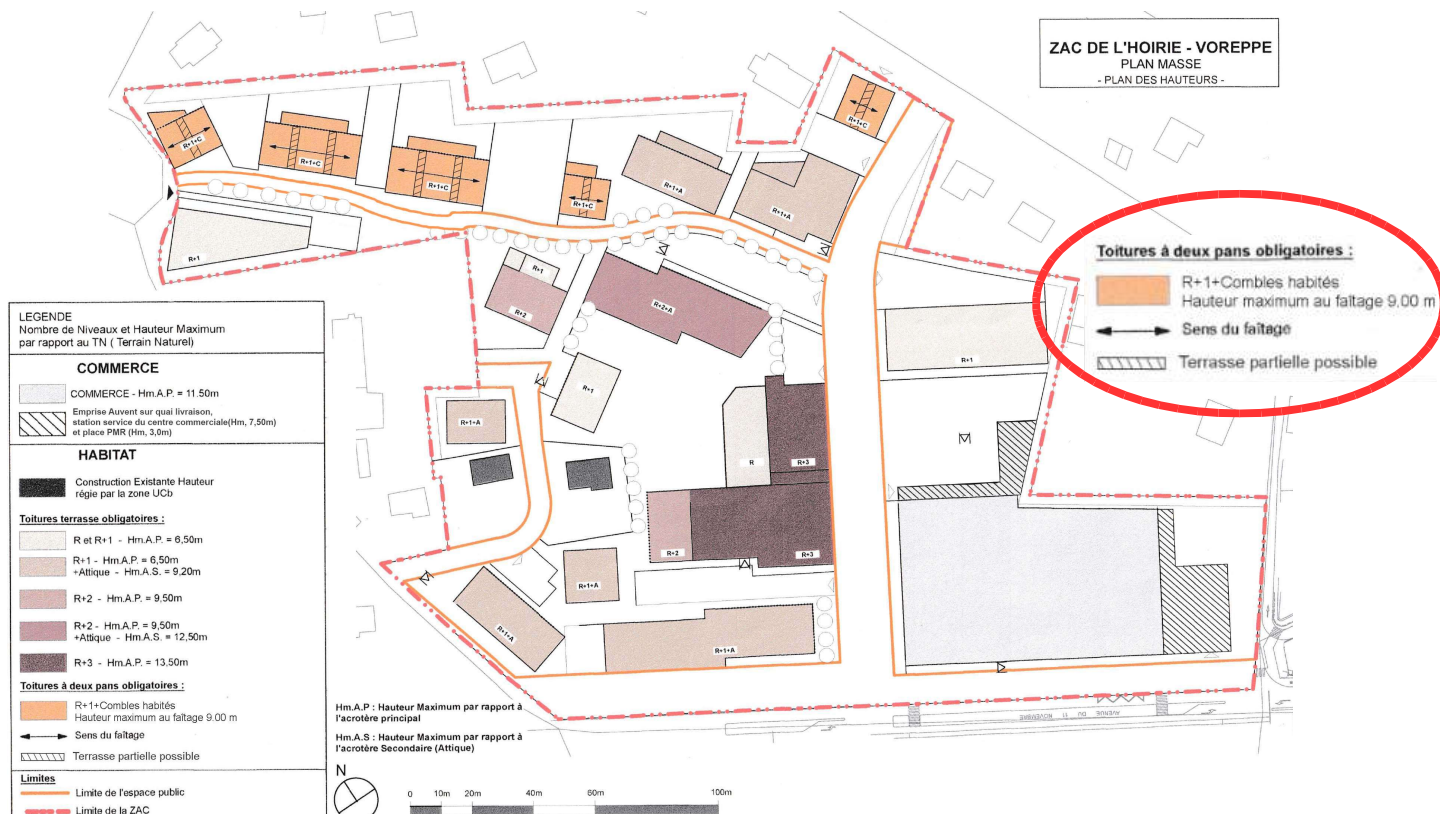 ZAC DE L'HOIRIE - VOREPPE
PLAN MASSE
- PLAN DES HAUTEURS -
R+1+C
R+1+C
R+1+C
R+1+C
R+1+C
R+1+A
R+1+A
R+1
R+1
R+2
R+2+A
R+1
R+1
R+1+A
R
R+3
R+2
R+3
R+1+A
R+1+A
R+1+A
Toitures à deux pans obligatoires :
R+1+Combles habités
Hauteur maximum au faîtage 9,00 m
Sens du faîtage
Terrasse partielle possible
LEGENDE
Nombre de Niveaux et Hauteur Maximum
par rapport au TN ( Terrain Naturel)
COMMERCE
COMMERCE - Hm.A.P. = 11.50m
Emprise Auvent sur quai livraison,
station service du centre commerciale(Hm, 7,50m)
et place PMR (Hm, 3,0m)
HABITAT
Construction Existante Hauteur
régie par la zone UCb
Toitures terrasse obligatoires :
R et R+1 - Hm.A.P. = 6,50m
R+1 - Hm.A.P. = 6,50m
+Attique - Hm.A.S = 9,20m
R+2 - Hm.A.P. = 9,50m
R+2 - Hm.A.P. = 9,50m
+Attique - Hm.A.S. = 12,50m
R+3 - Hm.A.P. = 13,50m
Toitures à deux pans obligatoires :
R+1+Combles habités
Hauteur maximum au faîtage 9.00 m
Sens du faîtage
Terrasse partielle possible
Limites
Limite de l'espace public
Limite de la ZAC
Hm.A.P : Hauteur Maximum par rapport à
l'acrotère principal
Hm.A.S : Hauteur Maximum par rapport à
l'acrotère Secondaire (Attique)
N
0 10m 20m 40m 60m 100m
AVENUE DU 11 NOVEMBRE